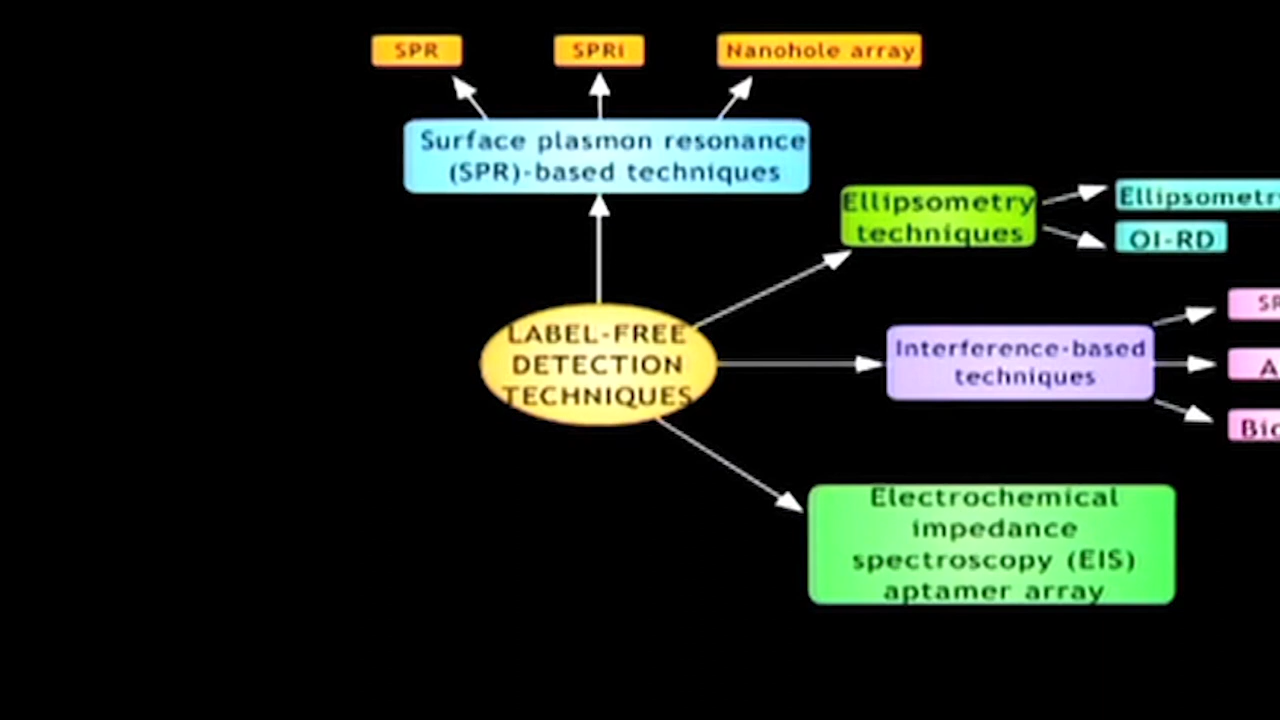 SPR
SPRi
Nanohole array
Surface plasmon resonance
(SPR)-based techniques
Ellipsometry
techniques
OI-RD
LABEL-FREE
DETECTION
TECHNIQUES
Interference-based
techniques
Electrochemical
impedance
spectroscopy (EIS)
aptamer array